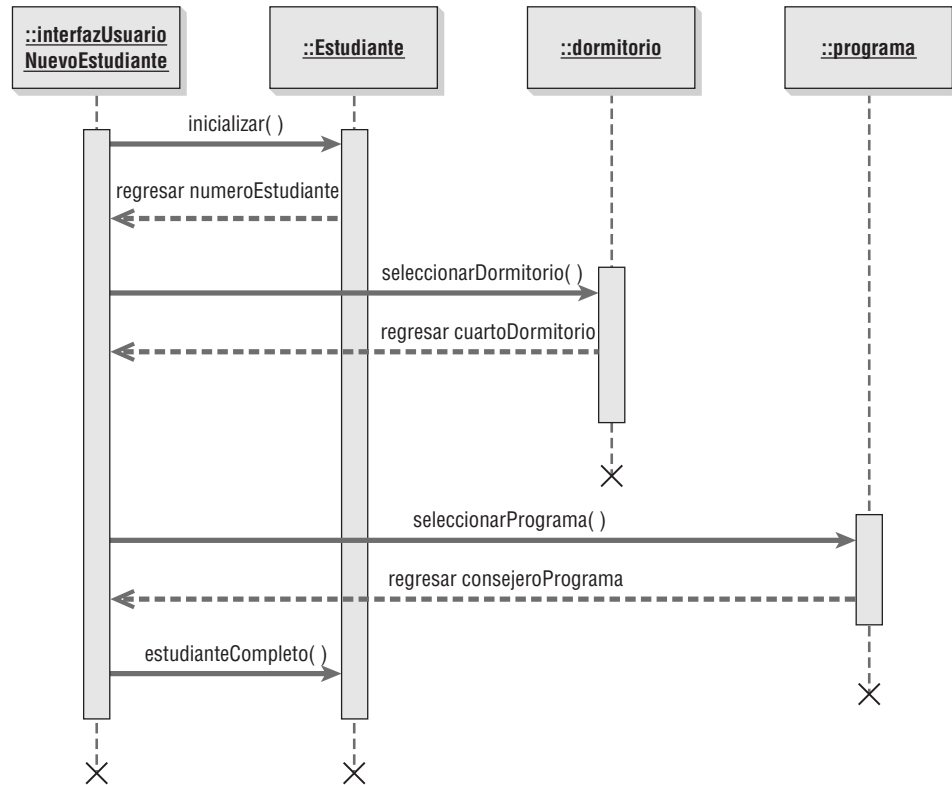 ::interfazUsuario
NuevoEstudiante
::Estudiante
::dormitorio
::programa
inicializar( )
regresar numeroEstudiante
seleccionarDormitorio( )
regresar cuartoDormitorio
seleccionarPrograma( )
regresar consejeroPrograma
estudianteCompleto( )